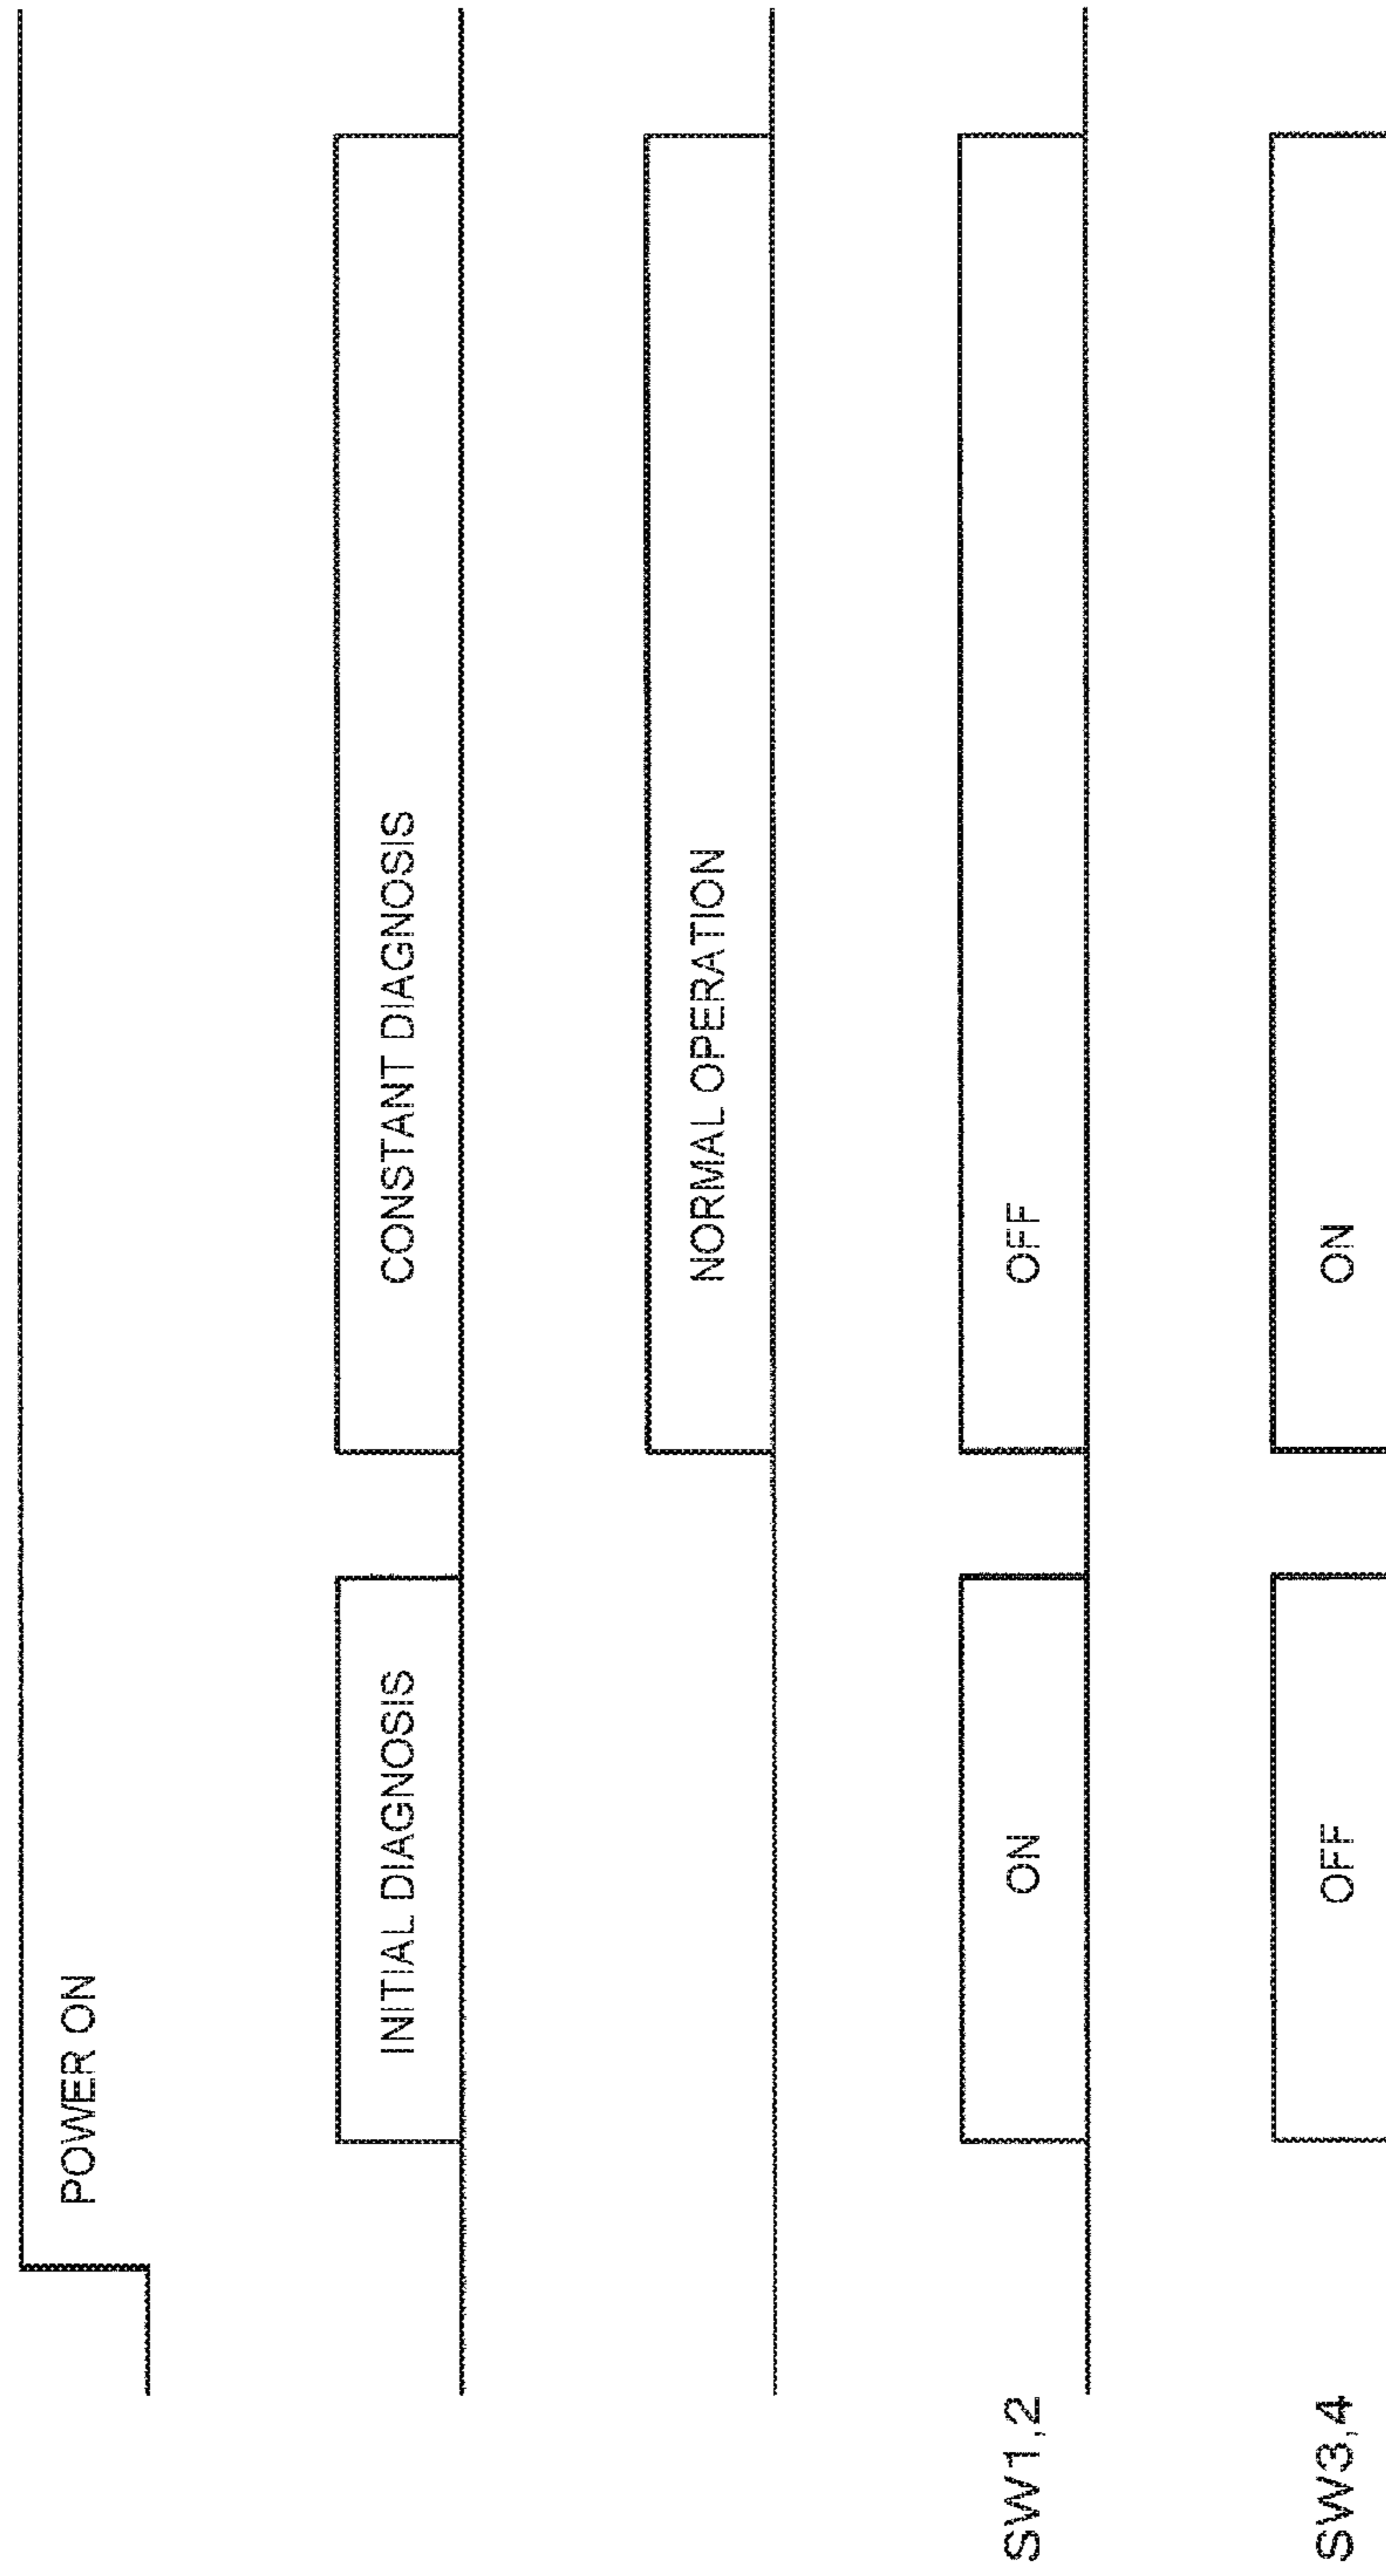 POWER ON
INITIAL DIAGNOSIS
CONSTANT DIAGNOSIS
NORMAL OPERATION
SW1,2
ON
OFF
SW3,4
OFF
ON